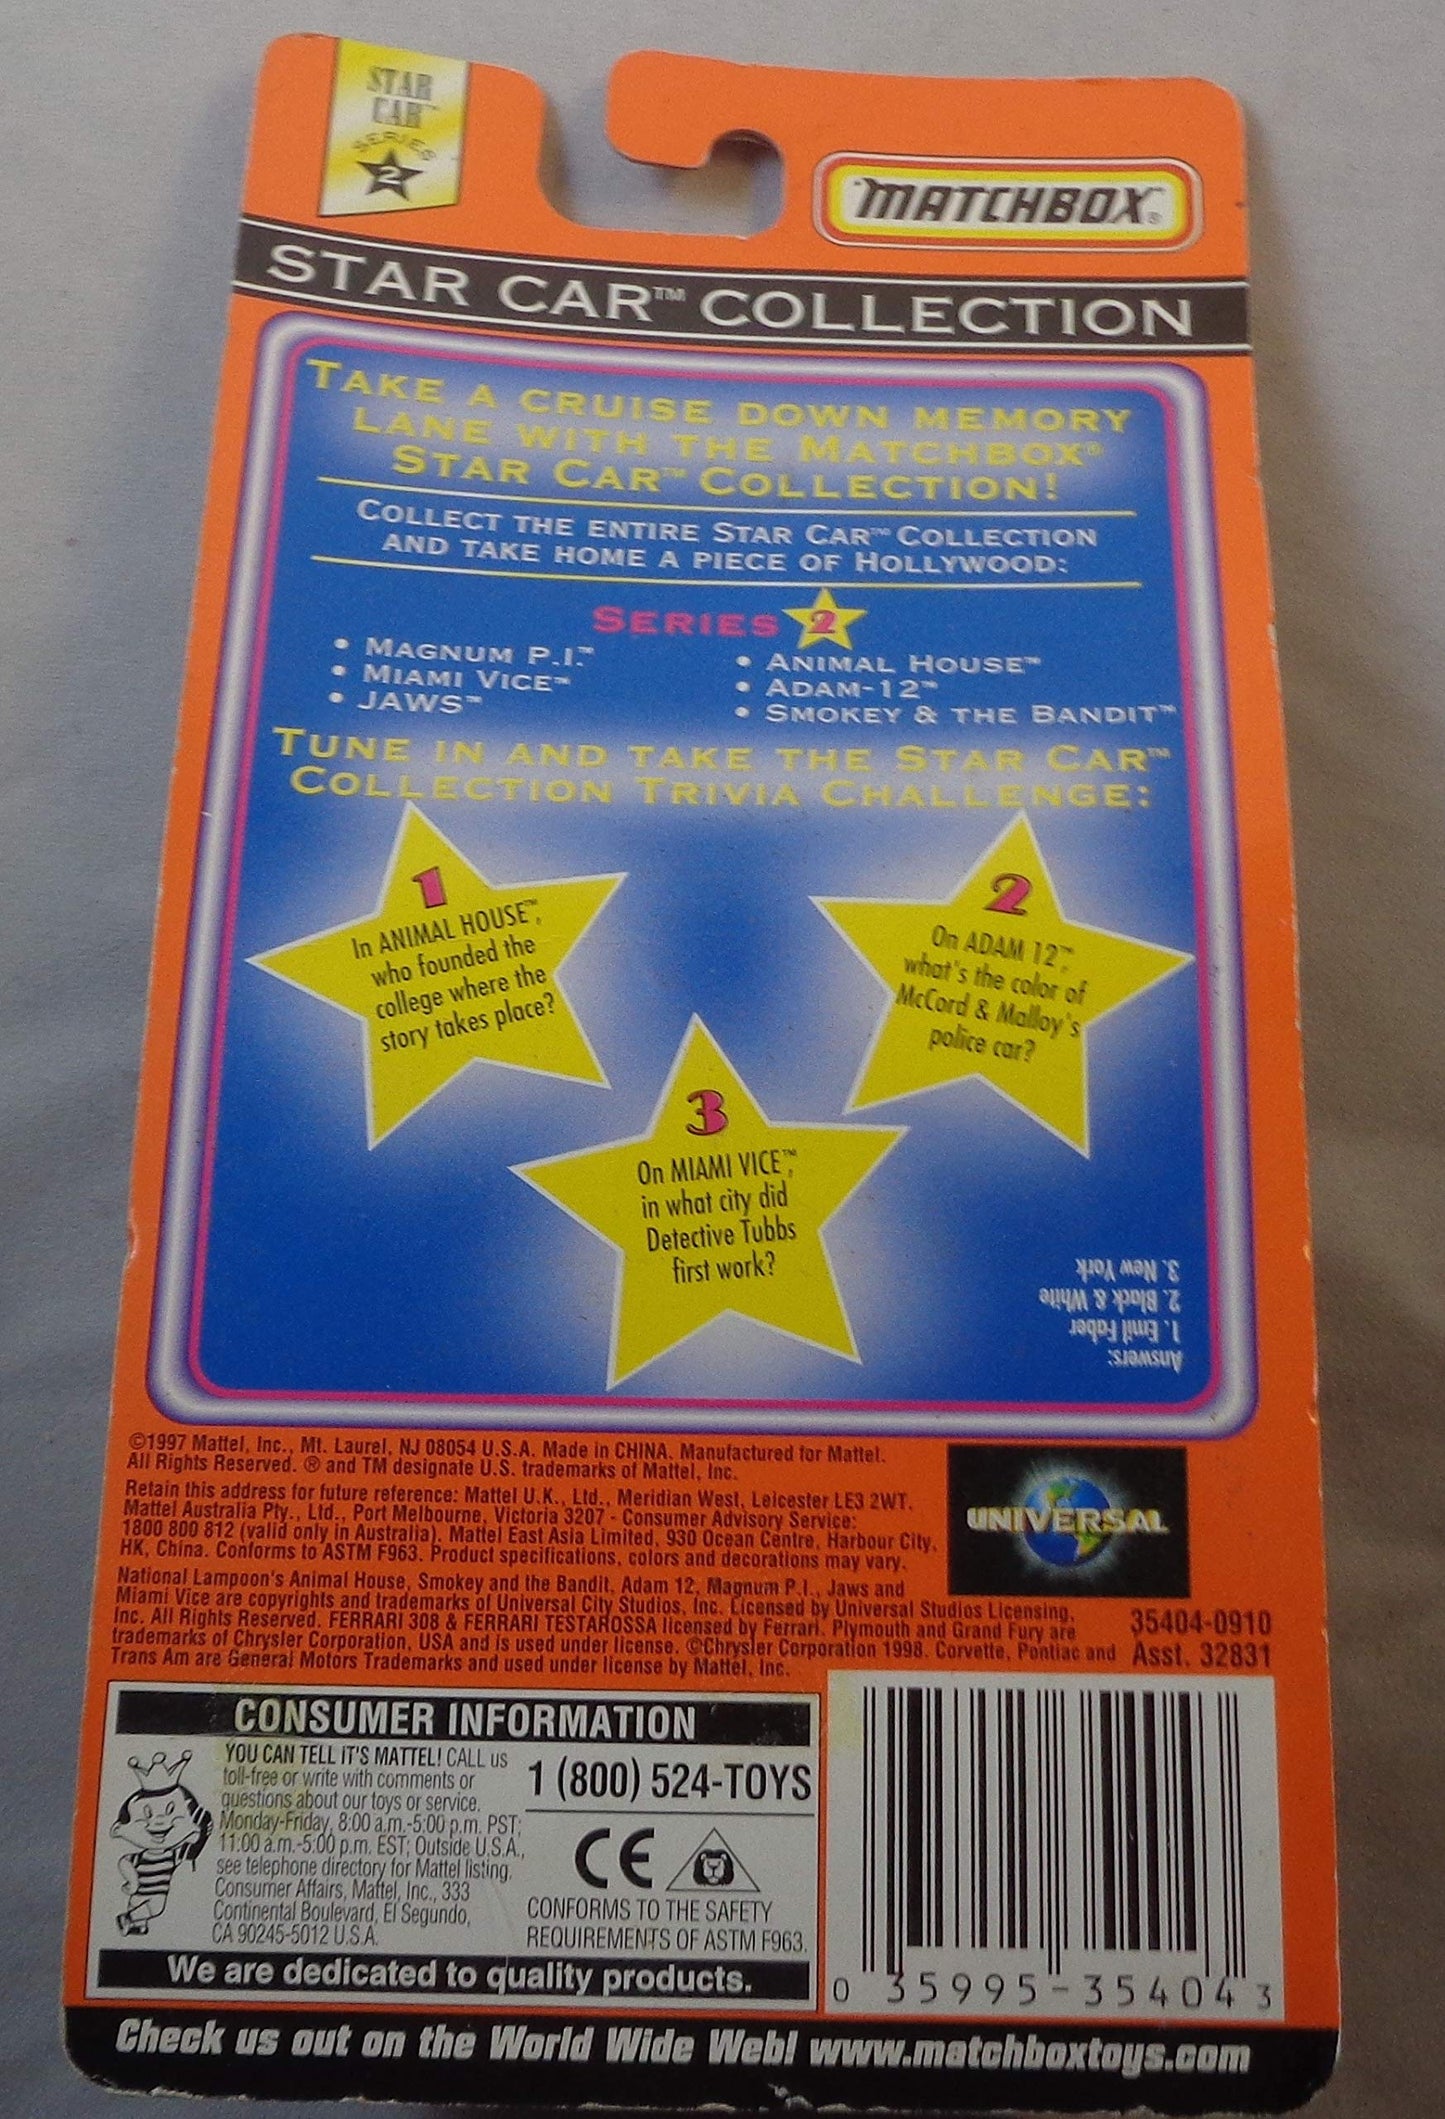 STAR
CAR™
SERIES
2
MATCHBOX®
STAR CAR™ COLLECTION
TAKE A CRUISE DOWN MEMORY
LANE WITH THE MATCHBOX®
STAR CAR™ COLLECTION!
COLLECT THE ENTIRE STAR CAR™ COLLECTION
AND TAKE HOME A PIECE OF HOLLYWOOD:
SERIES 2
• MAGNUM P.I.™
• MIAMI VICE™
• JAWS™
• ANIMAL HOUSE™
• ADAM-12™
• SMOKEY & THE BANDIT™
TUNE IN AND TAKE THE STAR CAR™
COLLECTION TRIVIA CHALLENGE:
1
In ANIMAL HOUSE™,
who founded the
college where the
story takes place?
2
On ADAM 12™,
what's the color of
McCord & Malloy's
police car?
3
On MIAMI VICE™,
in what city did
Detective Tubbs
first work?
Answers:
1. Emil Faber
2. Black & White
3. New York
©1997 Mattel, Inc., Mt. Laurel, NJ 08054 U.S.A. Made in CHINA. Manufactured for Mattel.
All Rights Reserved. ® and TM designate U.S. trademarks of Mattel, Inc.
Retain this address for future reference: Mattel U.K., Ltd., Meridian West, Leicester LE3 2WT.
Mattel Australia Pty., Ltd., Port Melbourne, Victoria 3207 - Consumer Advisory Service:
1800 800 812 (valid only in Australia). Mattel East Asia Limited, 930 Ocean Centre, Harbour City,
HK, China. Conforms to ASTM F963. Product specifications, colors and decorations may vary.
National Lampoon's Animal House, Smokey and the Bandit, Adam 12, Magnum P.I., Jaws and
Miami Vice are copyrights and trademarks of Universal City Studios, Inc. Licensed by Universal Studios Licensing,
Inc. All Rights Reserved. FERRARI 308 & FERRARI TESTAROSSA licensed by Ferrari. Plymouth and Grand Fury are
trademarks of Chrysler Corporation, USA and is used under license. ©Chrysler Corporation 1998. Corvette, Pontiac and
Trans Am are General Motors Trademarks and used under license by Mattel, Inc.
UNIVERSAL
35404-0910
Asst. 32831
CONSUMER INFORMATION
YOU CAN TELL IT'S MATTEL! CALL us
toll-free or write with comments or
questions about our toys or service.
Monday-Friday, 8:00 a.m.-5:00 p.m. PST;
11:00 a.m.-5:00 p.m. EST; Outside U.S.A.,
see telephone directory for Mattel listing.
Consumer Affairs, Mattel, Inc., 333
Continental Boulevard, El Segundo,
CA 90245-5012 U.S.A.
1 (800) 524-TOYS
CE
CONFORMS TO THE SAFETY
REQUIREMENTS OF ASTM F963.
We are dedicated to quality products.
0 35995-35404 3
Check us out on the World Wide Web! www.matchboxtoys.com